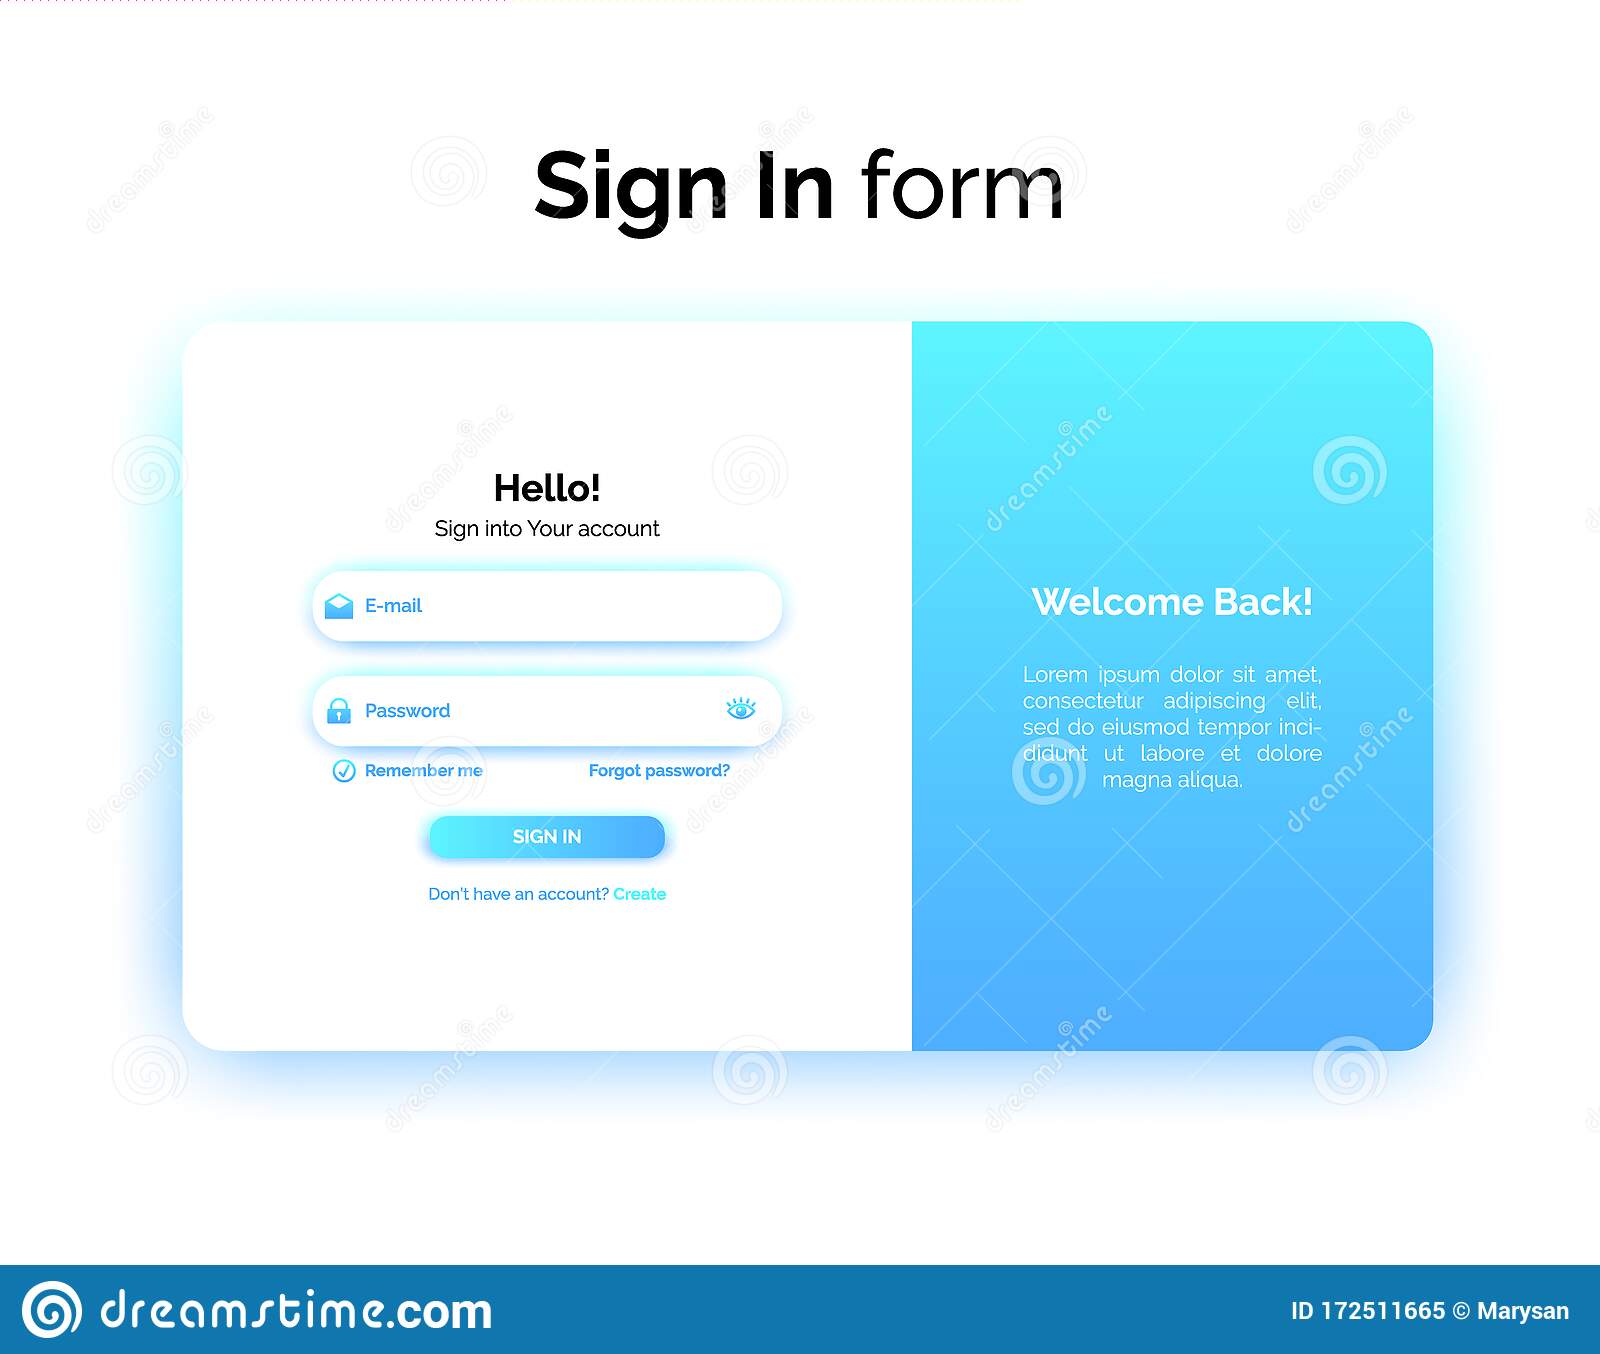 Sign In form
Hello!
Sign into Your account
E-mail
Password
Remember me
Forgot password?
SIGN IN
Don't have an account? Create
Welcome Back!
Lorem ipsum dolor sit amet,
consectetur adipiscing elit,
sed do eiusmod tempor inci-
didunt ut labore et dolore
magna aliqua.
dreamstime.com
ID 172511665 © Marysan